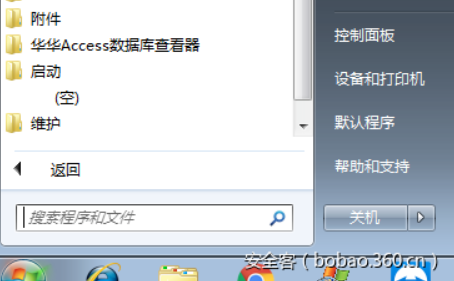 附件
华华Access数据库查看器
启动
(空)
维护
返回
搜索程序和文件
控制面板
设备和打印机
默认程序
帮助和支持
关机
安全客（bobao.360.cn）